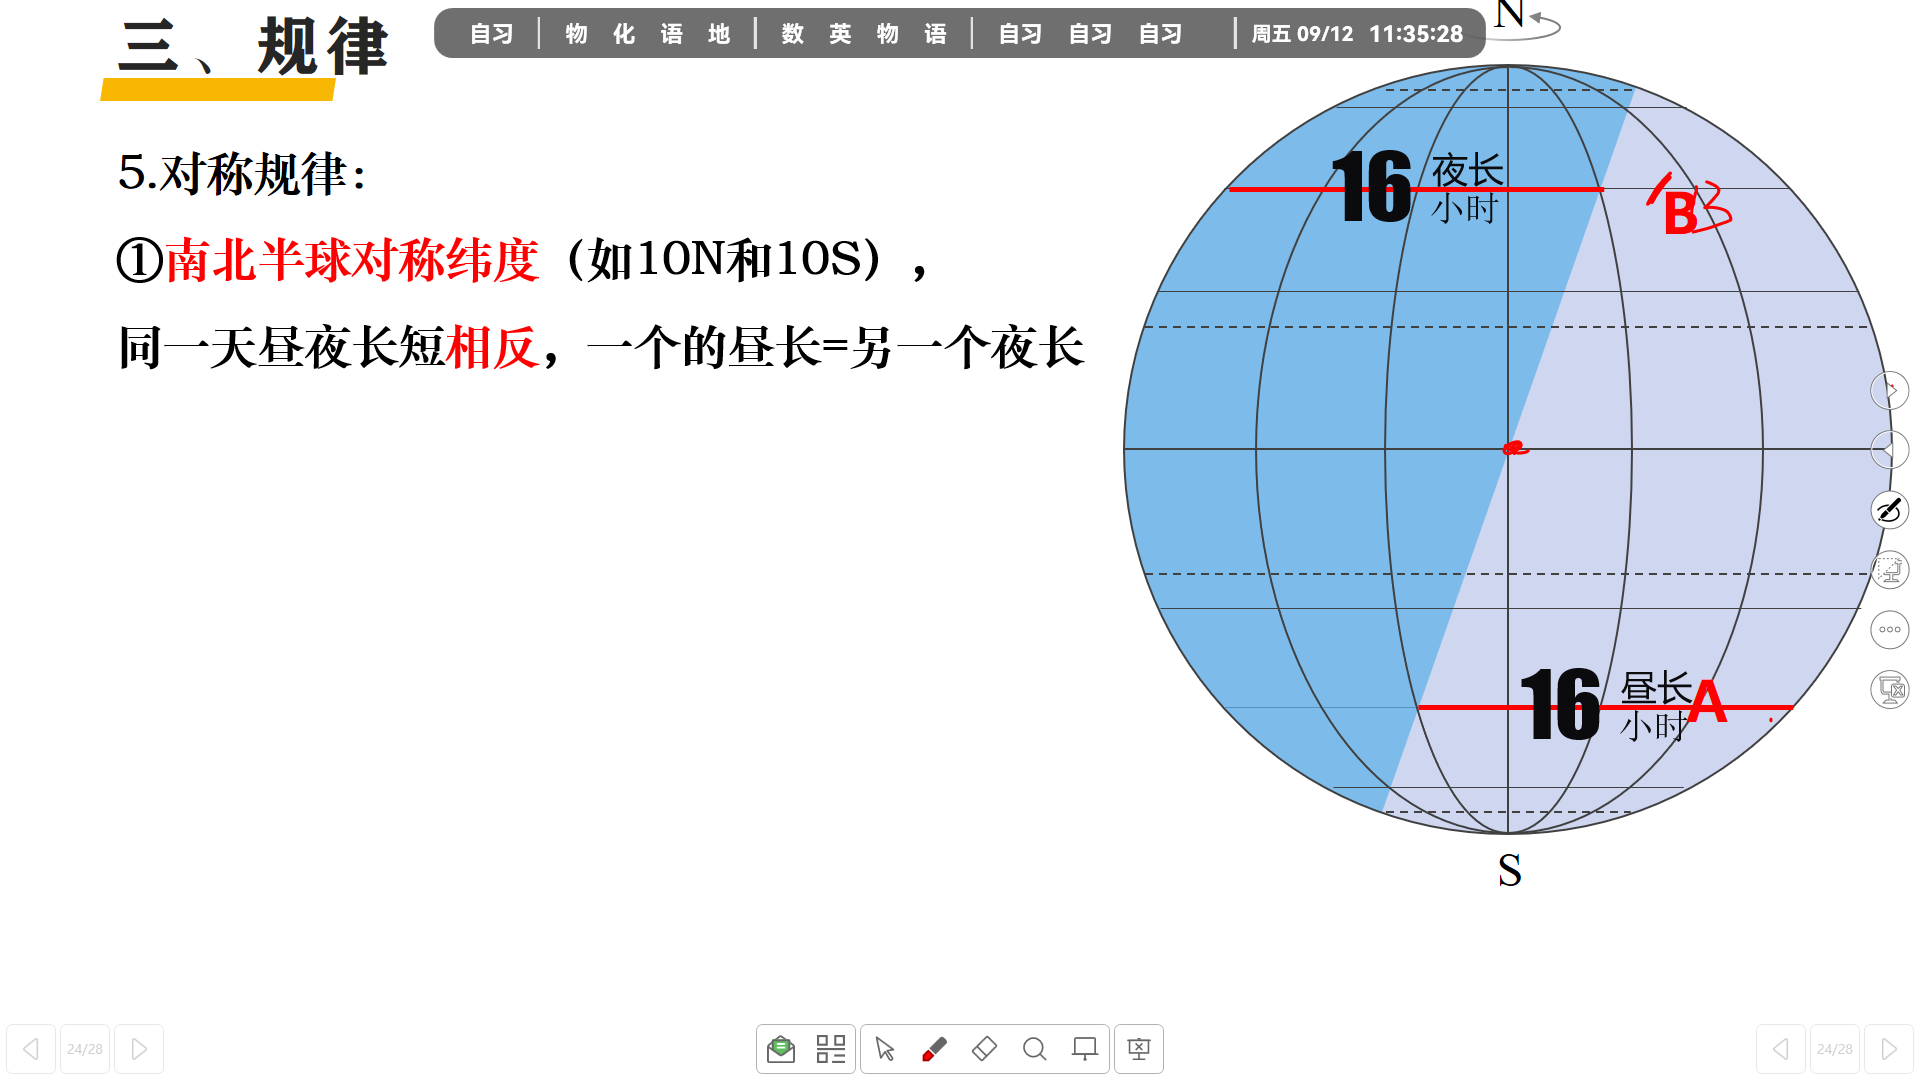 三、规律
自习 物 化 语 地 数 英 物 语 自习 自习 自习 周五 09/12 11:35:28
N
5.对称规律：
①南北半球对称纬度（如10N和10S），
同一天昼夜长短相反，一个的昼长=另一个夜长
16 夜长
小时
B B
16 昼长 A
小时
S
24/28
24/28